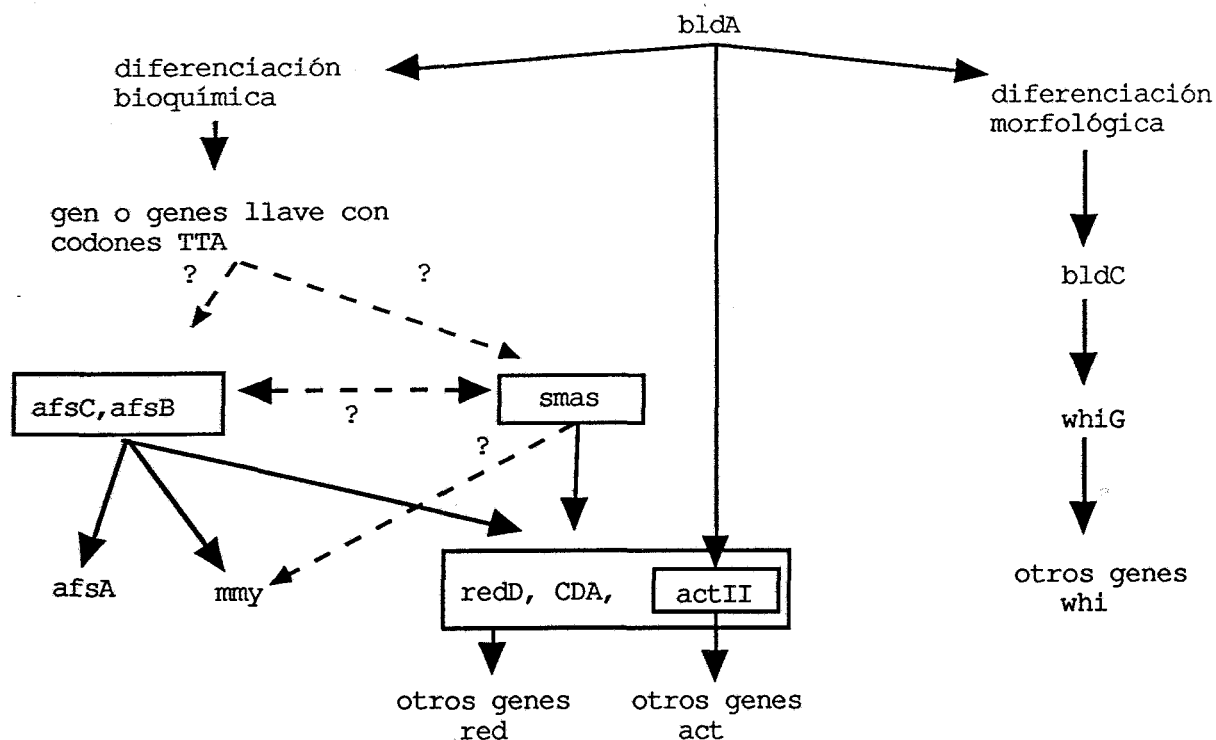 bldA
diferenciación
bioquímica
diferenciación
morfológica
gen o genes llave con
codones TTA
?
?
bldC
afsC,afsB
?
smas
whiG
?
afsA
mmy
redD, CDA,
actII
otros genes
whi
otros genes
red
otros genes
act